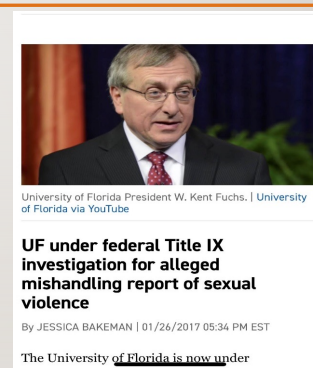 University of Florida President W. Kent Fuchs. | University
of Florida via YouTube
UF under federal Title IX
investigation for alleged
mishandling report of sexual
violence
By JESSICA BAKEMAN | 01/26/2017 05:34 PM EST
The University of Florida is now under